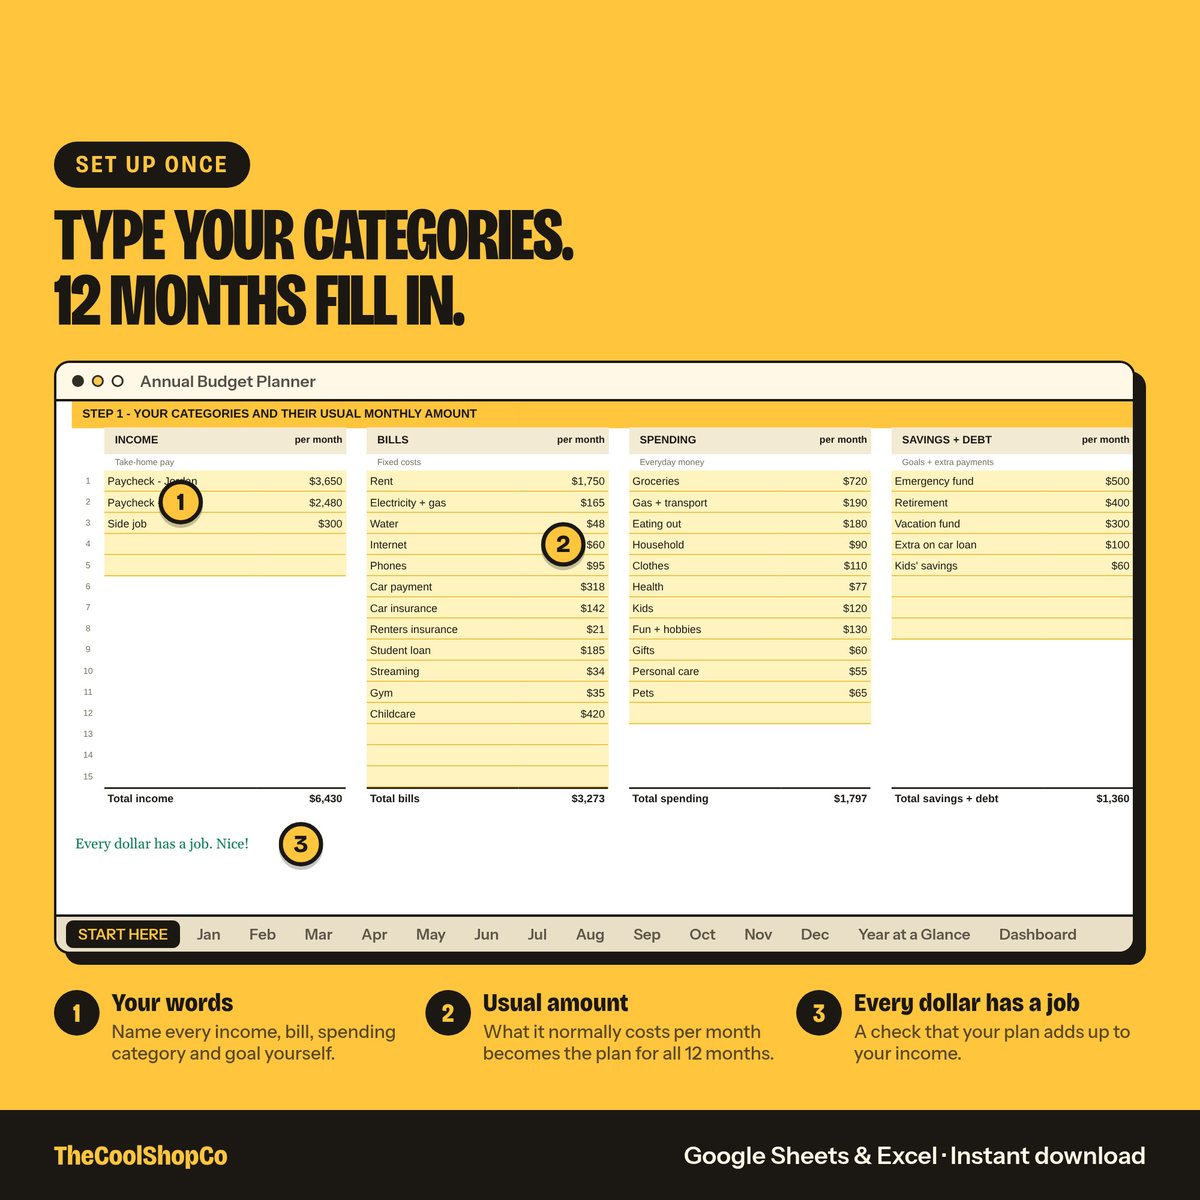 SET UP ONCE
TYPE YOUR CATEGORIES.
12 MONTHS FILL IN.
Annual Budget Planner
STEP 1 - YOUR CATEGORIES AND THEIR USUAL MONTHLY AMOUNT
INCOME per month BILLS per month SPENDING per month SAVINGS + DEBT per month
Take-home pay Fixed costs Everyday money Goals + extra payments
1 Paycheck - $3,650 Rent $1,750 Groceries $720 Emergency fund $500
2 Paycheck $2,480 Electricity + gas $165 Gas + transport $190 Retirement $400
3 Side job $300 Water $48 Eating out $180 Vacation fund $300
4 Internet $60 Household $90 Extra on car loan $100
5 Phones $95 Clothes $110 Kids' savings $60
6 Car payment $318 Health $77
7 Car insurance $142 Kids $120
8 Renters insurance $21 Fun + hobbies $130
9 Student loan $185 Gifts $60
10 Streaming $34 Personal care $55
11 Gym $35 Pets $65
12 Childcare $420
13
14
15
Total income $6,430 Total bills $3,273 Total spending $1,797 Total savings + debt $1,360
1
2
Every dollar has a job. Nice! 3
START HERE Jan Feb Mar Apr May Jun Jul Aug Sep Oct Nov Dec Year at a Glance Dashboard
1 Your words
Name every income, bill, spending
category and goal yourself.
2 Usual amount
What it normally costs per month
becomes the plan for all 12 months.
3 Every dollar has a job
A check that your plan adds up to
your income.
TheCoolShopCo
Google Sheets & Excel · Instant download